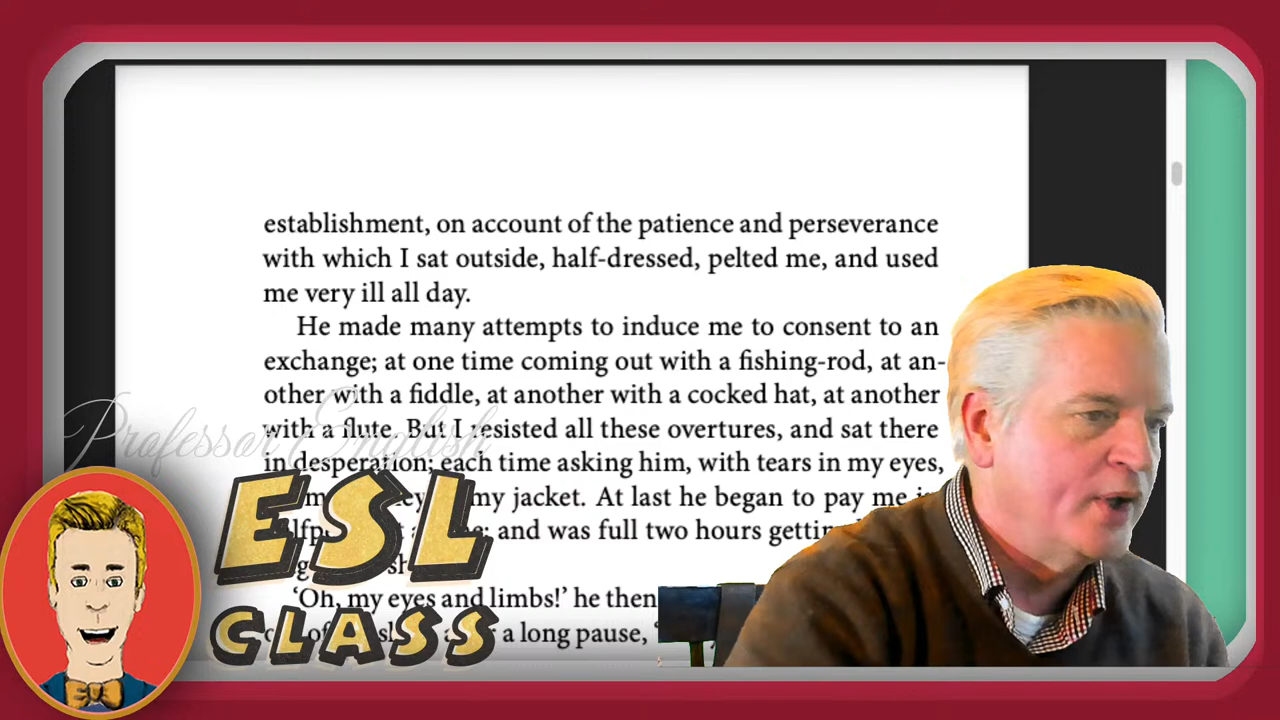 establishment, on account of the patience and perseverance
with which I sat outside, half-dressed, pelted me, and used
me very ill all day.
He made many attempts to induce me to consent to an
exchange; at one time coming out with a fishing-rod, at an-
other with a fiddle, at another with a cocked hat, at another
with a flute. But I resisted all these overtures, and sat there
in desperation; each time asking him, with tears in my eyes,
my jacket. At last he began to pay me
and was full two hours getting
‘Oh, my eyes and limbs!’ he then
a long pause, ‘
Professor English
ESL
CLASS